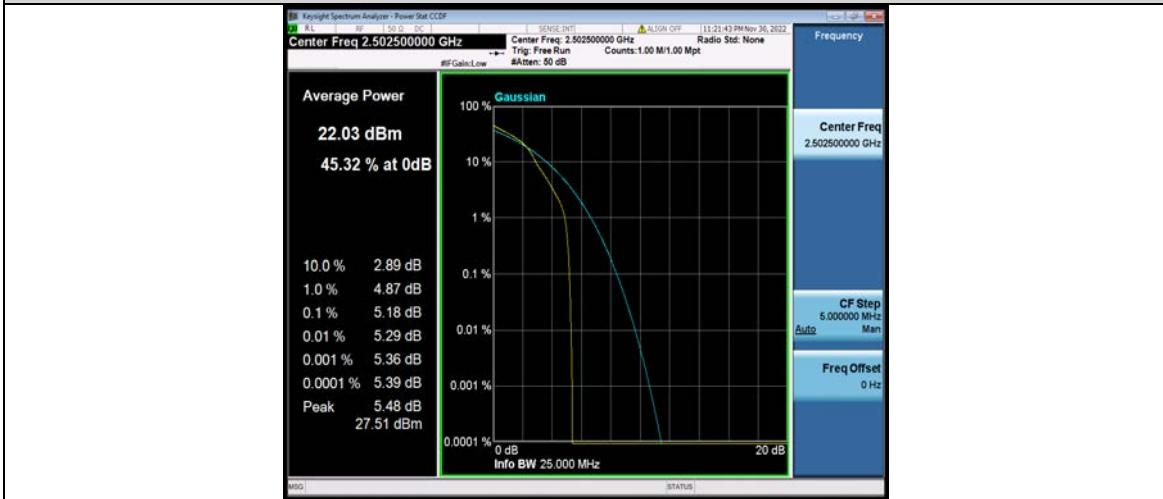 Keysight Spectrum Analyzer - Power Stat CCDF
RL RF 50 Ω DC SENSE:INT ALIGN OFF 11:21:43 PM Nov 30, 2022
Center Freq 2.502500000 GHz
Center Freq: 2.502500000 GHz Radio Std: None
Trig: Free Run Counts:1.00 M/1.00 Mpt
#IFGain:Low #Atten: 50 dB
Frequency
Average Power
22.03 dBm
45.32 % at 0dB
10.0 % 2.89 dB
1.0 % 4.87 dB
0.1 % 5.18 dB
0.01 % 5.29 dB
0.001 % 5.36 dB
0.0001 % 5.39 dB
Peak 5.48 dB
27.51 dBm
Gaussian
100 %
10 %
1 %
0.1 %
0.01 %
0.001 %
0.0001 %
0 dB 20 dB
Info BW 25.000 MHz
Center Freq
2.502500000 GHz
CF Step
5.000000 MHz
Auto Man
Freq Offset
0 Hz
MSG STATUS